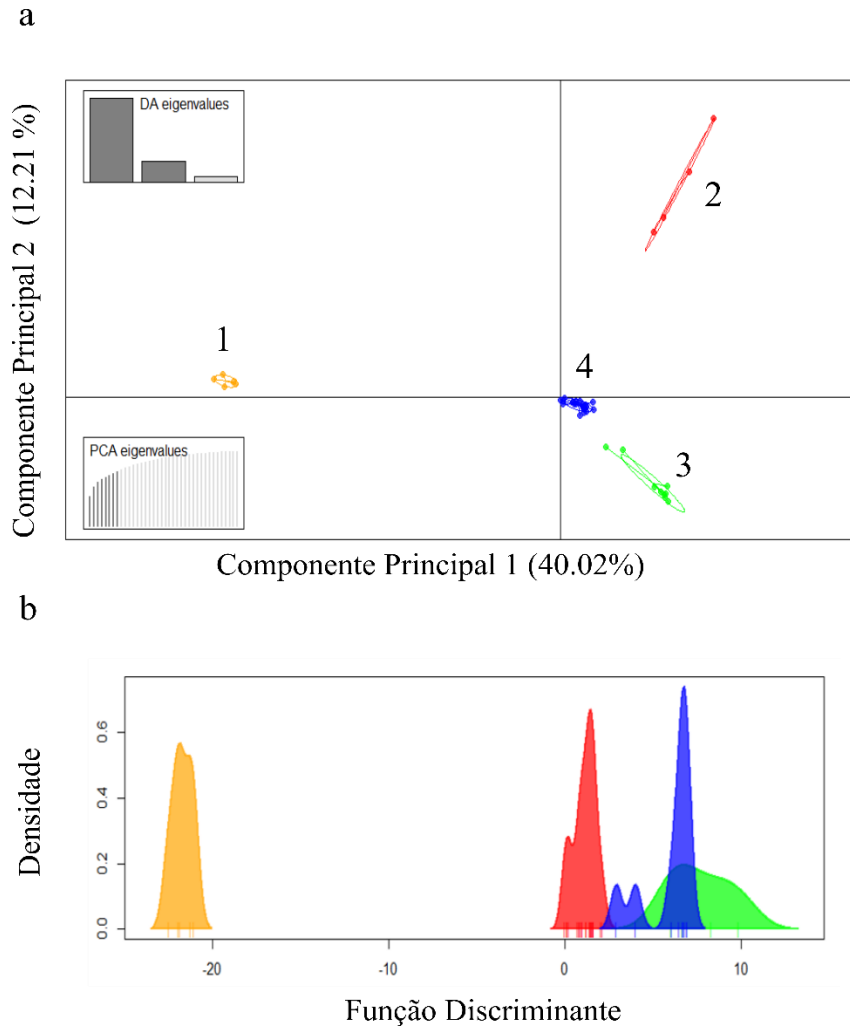 a
DA eigenvalues
2
1
4
3
PCA eigenvalues
Componente Principal 2 (12.21 %)
Componente Principal 1 (40.02%)
b
0.6
0.4
0.2
0.0
Densidade
-20 -10 0 10
Função Discriminante